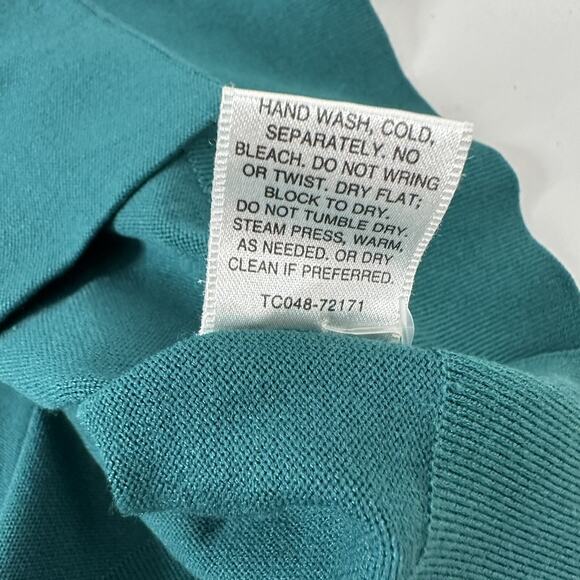 HAND WASH, COLD,
SEPARATELY. NO
BLEACH. DO NOT WRING
OR TWIST. DRY FLAT;
BLOCK TO DRY.
DO NOT TUMBLE DRY.
STEAM PRESS, WARM,
AS NEEDED. OR DRY
CLEAN IF PREFERRED.
TC048-72171